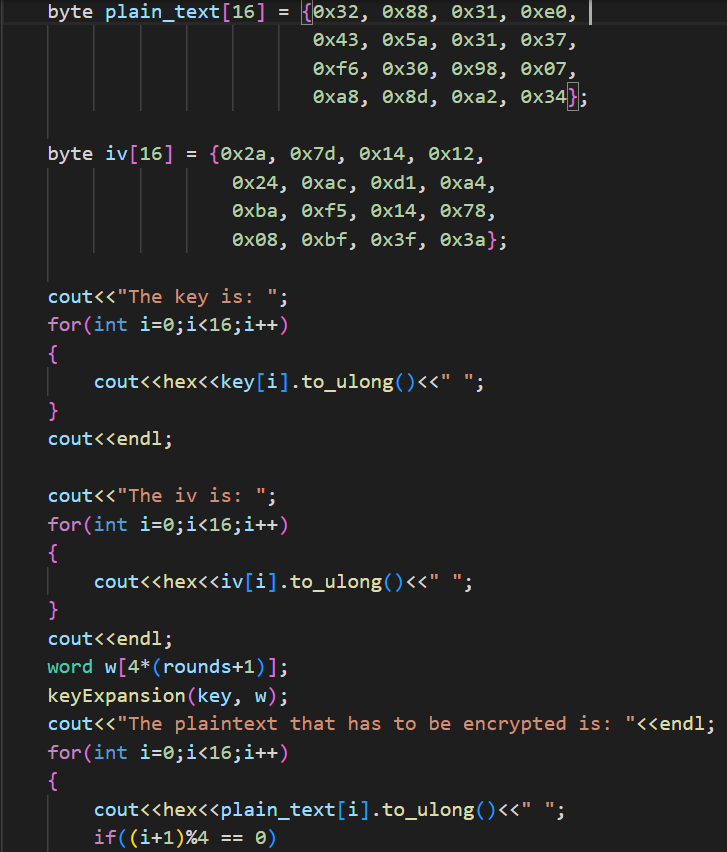 byte plain_text[16] = {0x32, 0x88, 0x31, 0xe0,
                       0x43, 0x5a, 0x31, 0x37,
                       0xf6, 0x30, 0x98, 0x07,
                       0xa8, 0x8d, 0xa2, 0x34};
byte iv[16] = {0x2a, 0x7d, 0x14, 0x12,
                0x24, 0xac, 0xd1, 0xa4,
                0xba, 0xf5, 0x14, 0x78,
                0x08, 0xbf, 0x3f, 0x3a};
cout<<"The key is: ";
for(int i=0;i<16;i++)
{
    cout<<hex<<key[i].to_ulong()<<" ";
}
cout<<endl;
cout<<"The iv is: ";
for(int i=0;i<16;i++)
{
    cout<<hex<<iv[i].to_ulong()<<" ";
}
cout<<endl;
word w[4*(rounds+1)];
keyExpansion(key, w);
cout<<"The plaintext that has to be encrypted is: "<<endl;
for(int i=0;i<16;i++)
{
    cout<<hex<<plain_text[i].to_ulong()<<" ";
    if((i+1)%4 == 0)